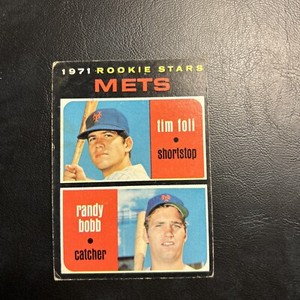 1971 ROOKIE STARS
METS
tim foli
shortstop
randy
bobb
catcher